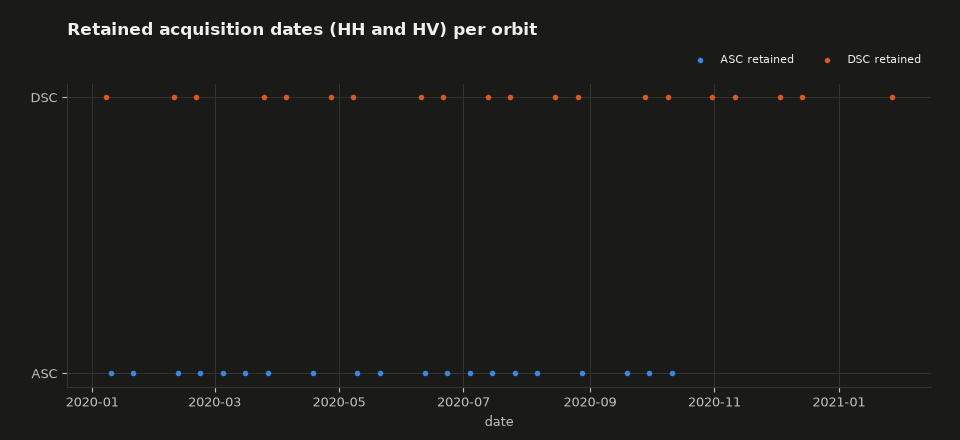 Retained acquisition dates (HH and HV) per orbit
ASC retained DSC retained
DSC
ASC
2020-01 2020-03 2020-05 2020-07 2020-09 2020-11 2021-01
date